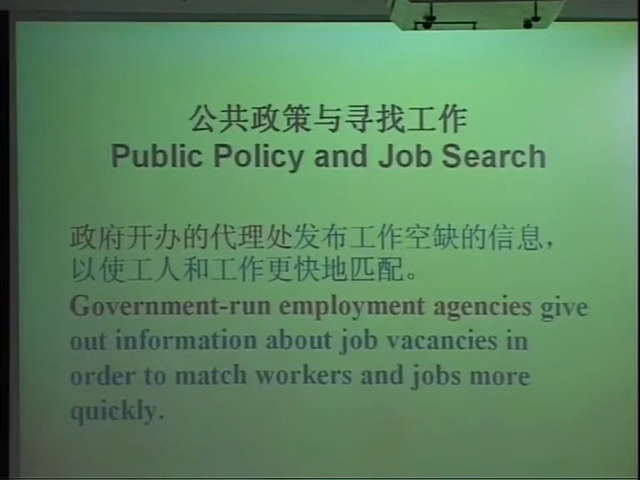 公共政策与寻找工作
Public Policy and Job Search
政府开办的代理处发布工作空缺的信息，
以使工人和工作更快地匹配。
Government-run employment agencies give
out information about job vacancies in
order to match workers and jobs more
quickly.